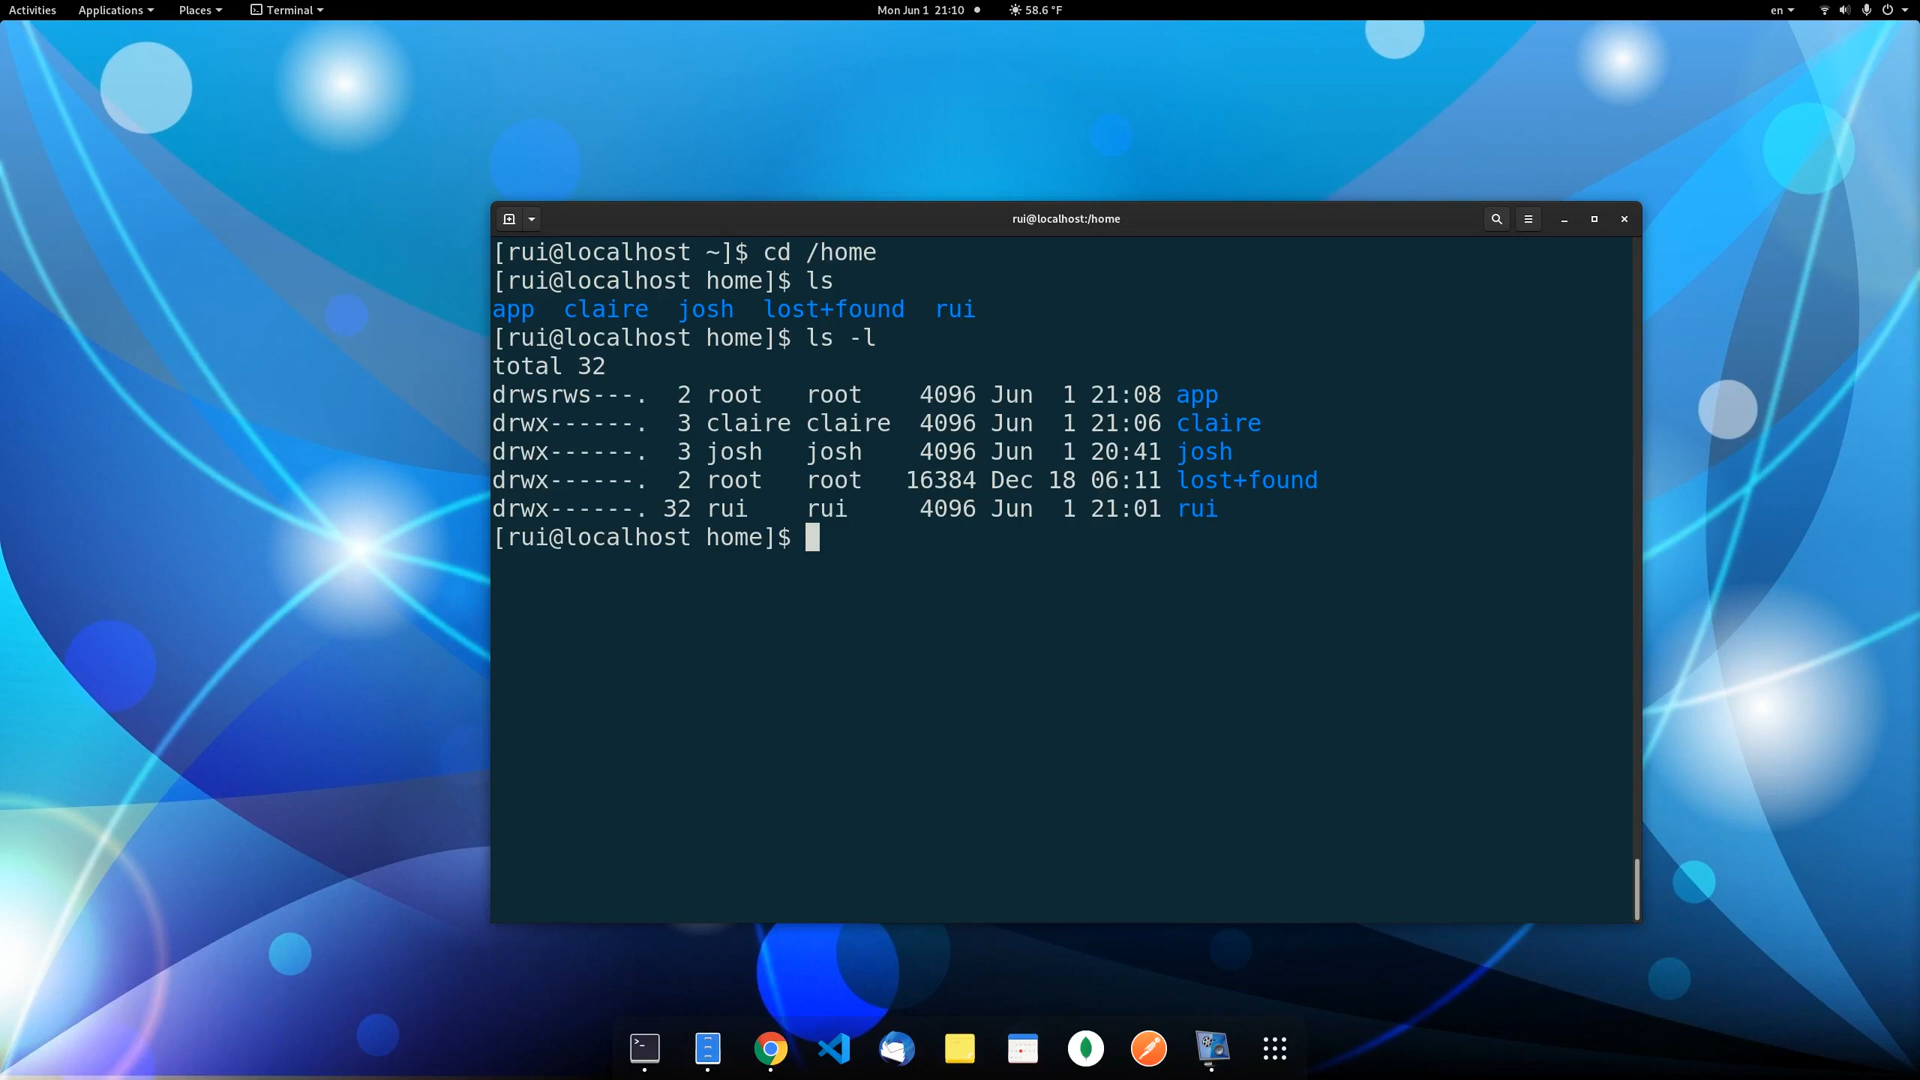 Activities Applications Places Terminal Mon Jun 1 21:10 58.6 °F en
rui@localhost:/home
[rui@localhost ~]$ cd /home
[rui@localhost home]$ ls
app claire josh lost+found rui
[rui@localhost home]$ ls -l
total 32
drwsrws---. 2 root root 4096 Jun 1 21:08 app
drwx------. 3 claire claire 4096 Jun 1 21:06 claire
drwx------. 3 josh josh 4096 Jun 1 20:41 josh
drwx------. 2 root root 16384 Dec 18 06:11 lost+found
drwx------. 32 rui rui 4096 Jun 1 21:01 rui
[rui@localhost home]$